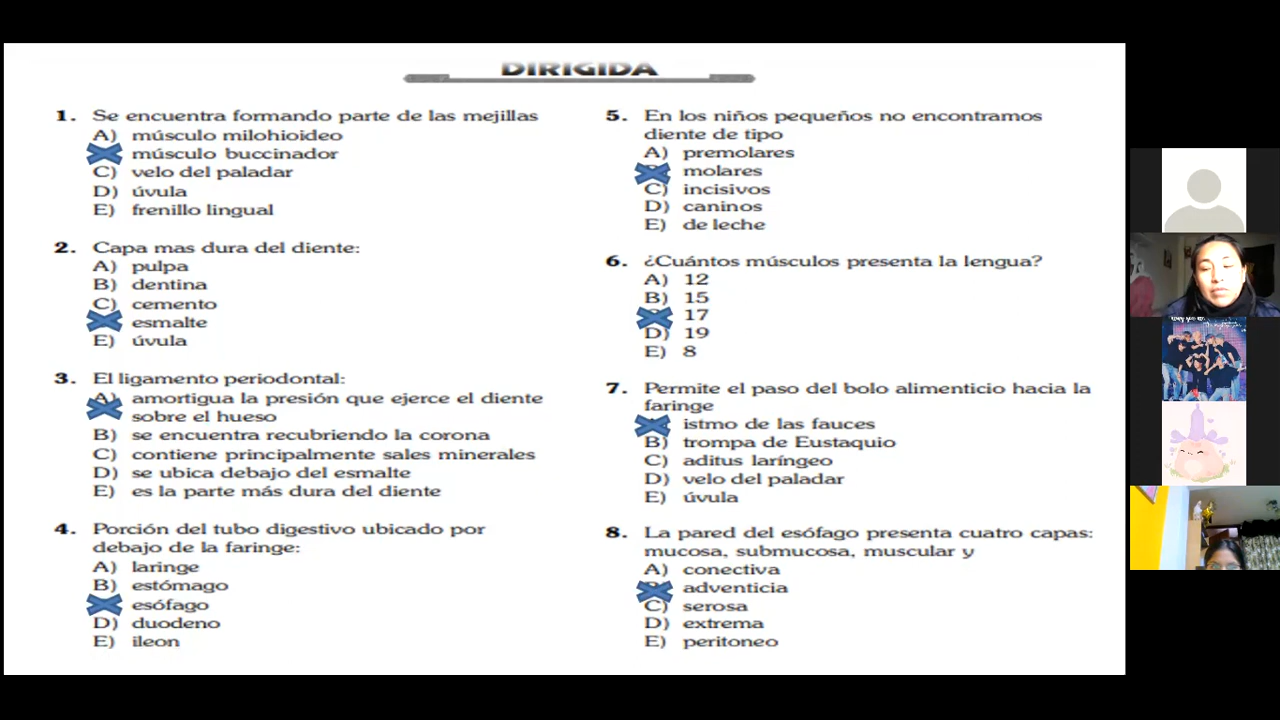 DIRIGIDA
1. Se encuentra formando parte de las mejillas
A) músculo milohioideo
músculo buccinador
C) velo del paladar
D) úvula
E) frenillo lingual
2. Capa mas dura del diente:
A) pulpa
B) dentina
C) cemento
esmalte
E) úvula
3. El ligamento periodontal:
A) amortigua la presión que ejerce el diente
sobre el hueso
B) se encuentra recubriendo la corona
C) contiene principalmente sales minerales
D) se ubica debajo del esmalte
E) es la parte más dura del diente
4. Porción del tubo digestivo ubicado por
debajo de la faringe:
A) laringe
B) estómago
esófago
D) duodeno
E) ileon
5. En los niños pequeños no encontramos
diente de tipo
A) premolares
molares
C) incisivos
D) caninos
E) de leche
6. ¿Cuántos músculos presenta la lengua?
A) 12
B) 15
17
D) 19
E) 8
7. Permite el paso del bolo alimenticio hacia la
faringe
istmo de las fauces
B) trompa de Eustaquio
C) aditus laríngeo
D) velo del paladar
E) úvula
8. La pared del esófago presenta cuatro capas:
mucosa, submucosa, muscular y
A) conectiva
adventicia
C) serosa
D) extrema
E) peritoneo